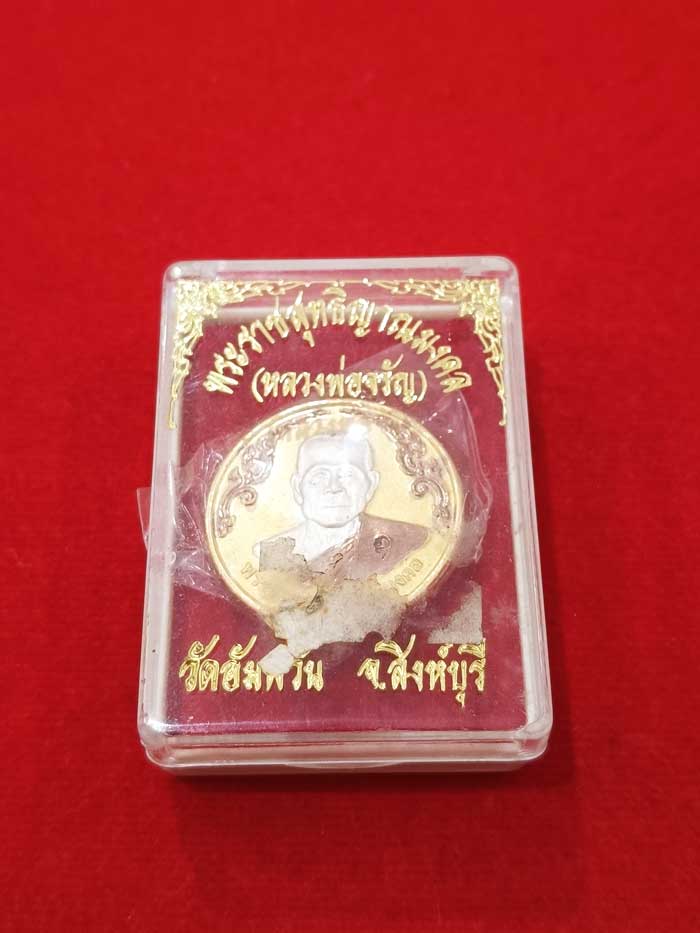 พระราชสุทธิญาณมงคล
(หลวงพ่อจรัญ)
วัดอัมพวัน จ.สิงห์บุรี